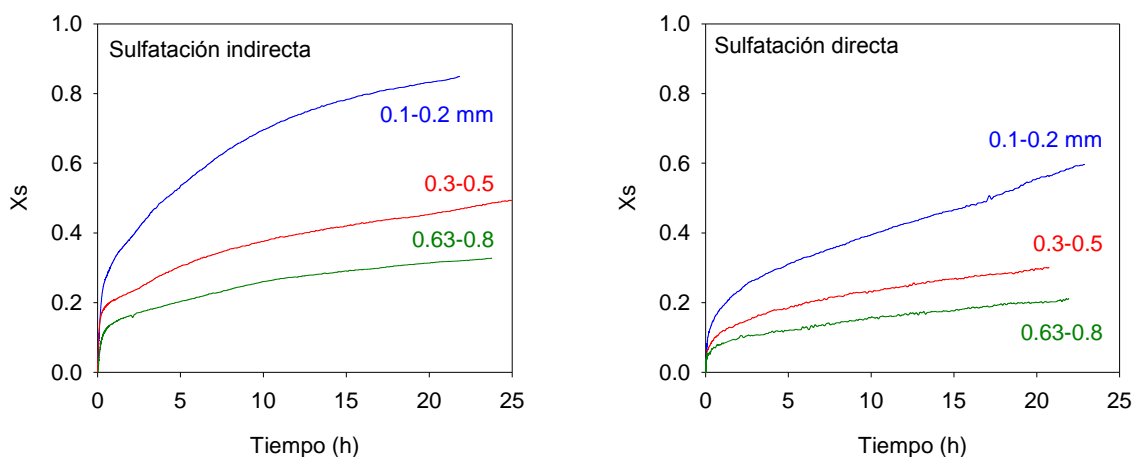 Sulfatación indirecta
1.0
0.8
0.6
0.4
0.2
0.0
Xs
0.1-0.2 mm
0.3-0.5
0.63-0.8
0 5 10 15 20 25
Tiempo (h)
Sulfatación directa
1.0
0.8
0.6
0.4
0.2
0.0
Xs
0.1-0.2 mm
0.3-0.5
0.63-0.8
0 5 10 15 20 25
Tiempo (h)